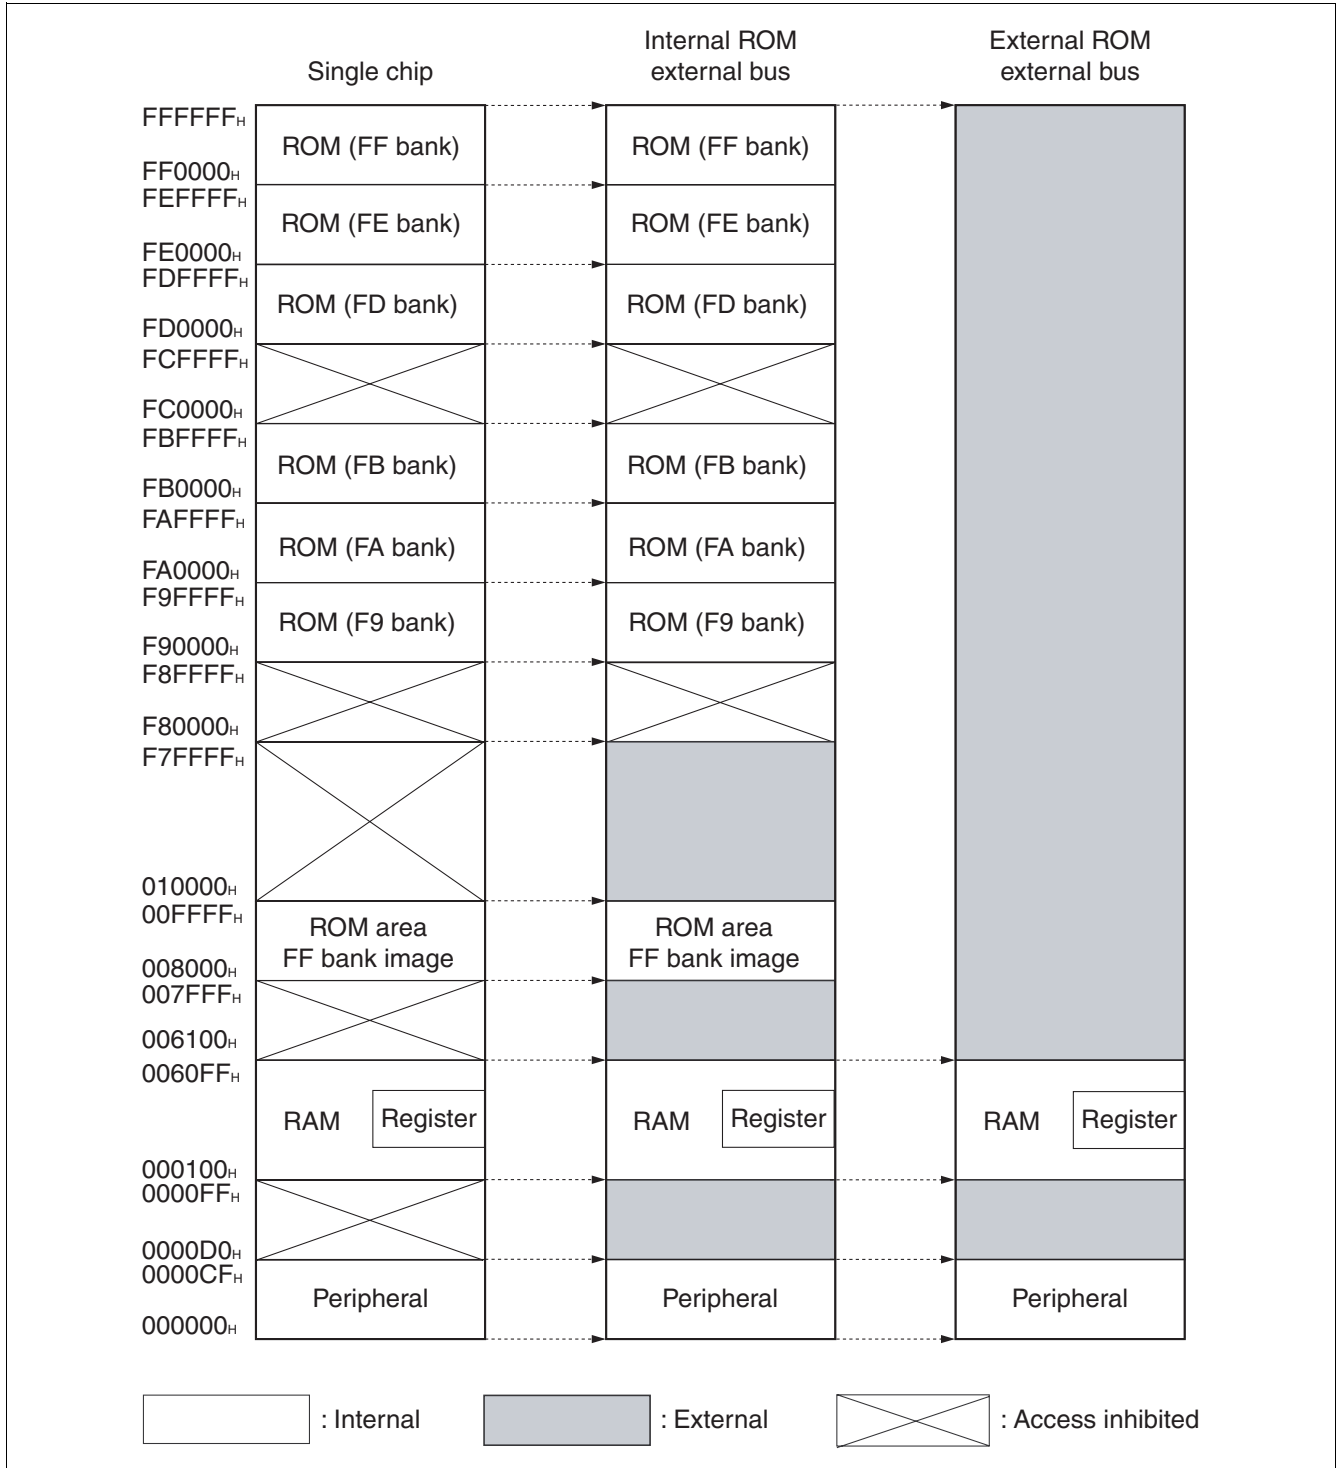 Single chip
Internal ROM
external bus
External ROM
external bus
FFFFFFH
ROM (FF bank)
ROM (FF bank)
FF0000H
FEFFFFH
ROM (FE bank)
ROM (FE bank)
FE0000H
FDFFFFH
ROM (FD bank)
ROM (FD bank)
FD0000H
FCFFFFH
FC0000H
FBFFFFH
ROM (FB bank)
ROM (FB bank)
FB0000H
FAFFFFH
ROM (FA bank)
ROM (FA bank)
FA0000H
F9FFFFH
ROM (F9 bank)
ROM (F9 bank)
F90000H
F8FFFFH
F80000H
F7FFFFH
010000H
00FFFFH
ROM area
FF bank image
ROM area
FF bank image
008000H
007FFFH
006100H
0060FFH
RAM
Register
RAM
Register
RAM
Register
000100H
0000FFH
0000D0H
0000CFH
Peripheral
Peripheral
Peripheral
000000H
: Internal
: External
: Access inhibited